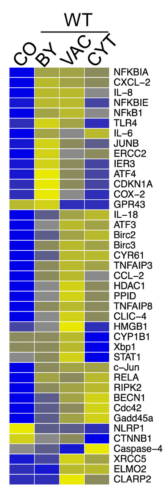 WT
CO BY VAC CYT
NFKBIA
CXCL-2
IL-8
NFKBIE
NFkB1
TLR4
IL-6
JUNB
ERCC2
IER3
ATF4
CDKN1A
COX-2
GPR43
IL-18
ATF3
Birc2
Birc3
CYR61
TNFAIP3
CCL-2
HDAC1
PPID
TNFAIP8
CLIC-4
HMGB1
CYP1B1
Xbp1
STAT1
c-Jun
RELA
RIPK2
BECN1
Cdc42
Gadd45a
NLRP1
CTNNB1
Caspase-4
XRCC5
ELMO2
CLARP2